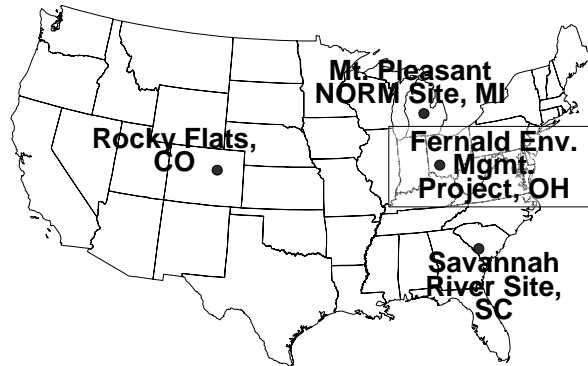 Mt. Pleasant
NORM Site, MI
Rocky Flats,
CO
Fernald Env.
Mgmt.
Project, OH
Savannah
River Site,
SC